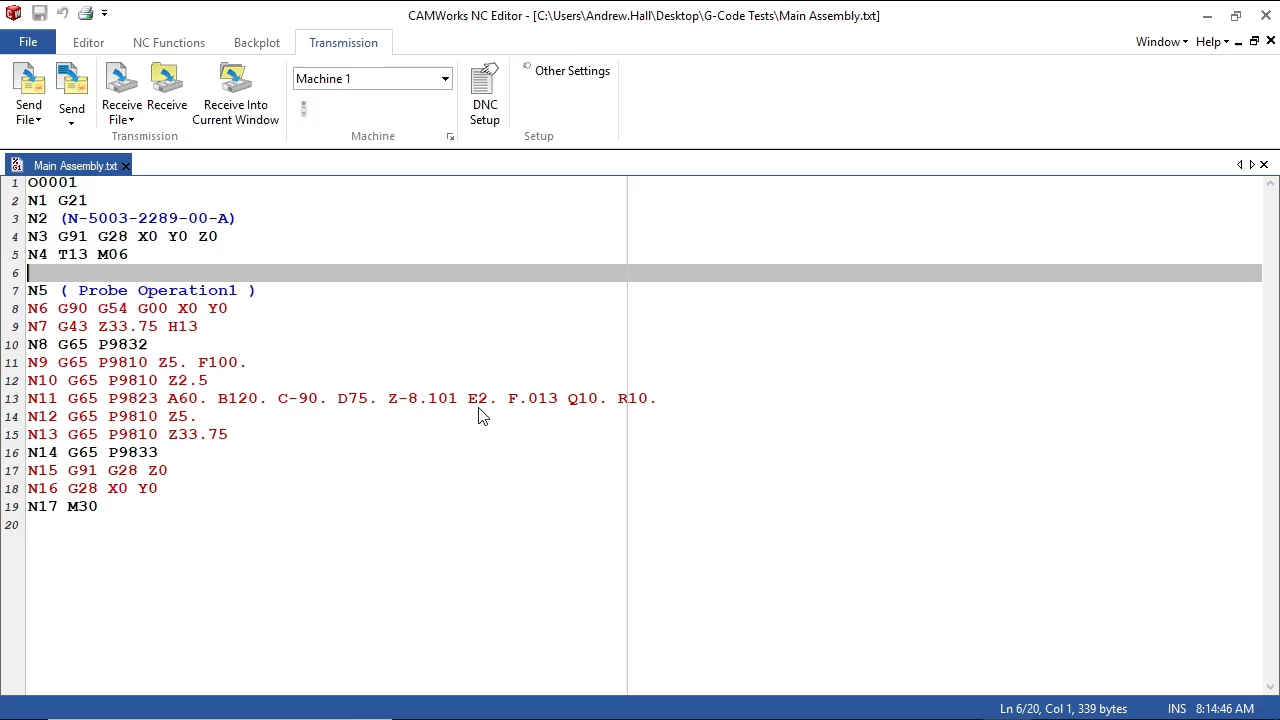 CAMWorks NC Editor - [C:\Users\Andrew.Hall\Desktop\G-Code Tests\Main Assembly.txt]
File Editor NC Functions Backplot Transmission Window Help
Send File Send Receive File Receive Receive Into Current Window Machine 1 DNC Setup Other Settings
Transmission Machine Setup
Main Assembly.txt
1 O0001
2 N1 G21
3 N2 (N-5003-2289-00-A)
4 N3 G91 G28 X0 Y0 Z0
5 N4 T13 M06
6
7 N5 ( Probe Operation1 )
8 N6 G90 G54 G00 X0 Y0
9 N7 G43 Z33.75 H13
10 N8 G65 P9832
11 N9 G65 P9810 Z5. F100.
12 N10 G65 P9810 Z2.5
13 N11 G65 P9823 A60. B120. C-90. D75. Z-8.101 E2. F.013 Q10. R10.
14 N12 G65 P9810 Z5.
15 N13 G65 P9810 Z33.75
16 N14 G65 P9833
17 N15 G91 G28 Z0
18 N16 G28 X0 Y0
19 N17 M30
20
Ln 6/20, Col 1, 339 bytes INS 8:14:46 AM